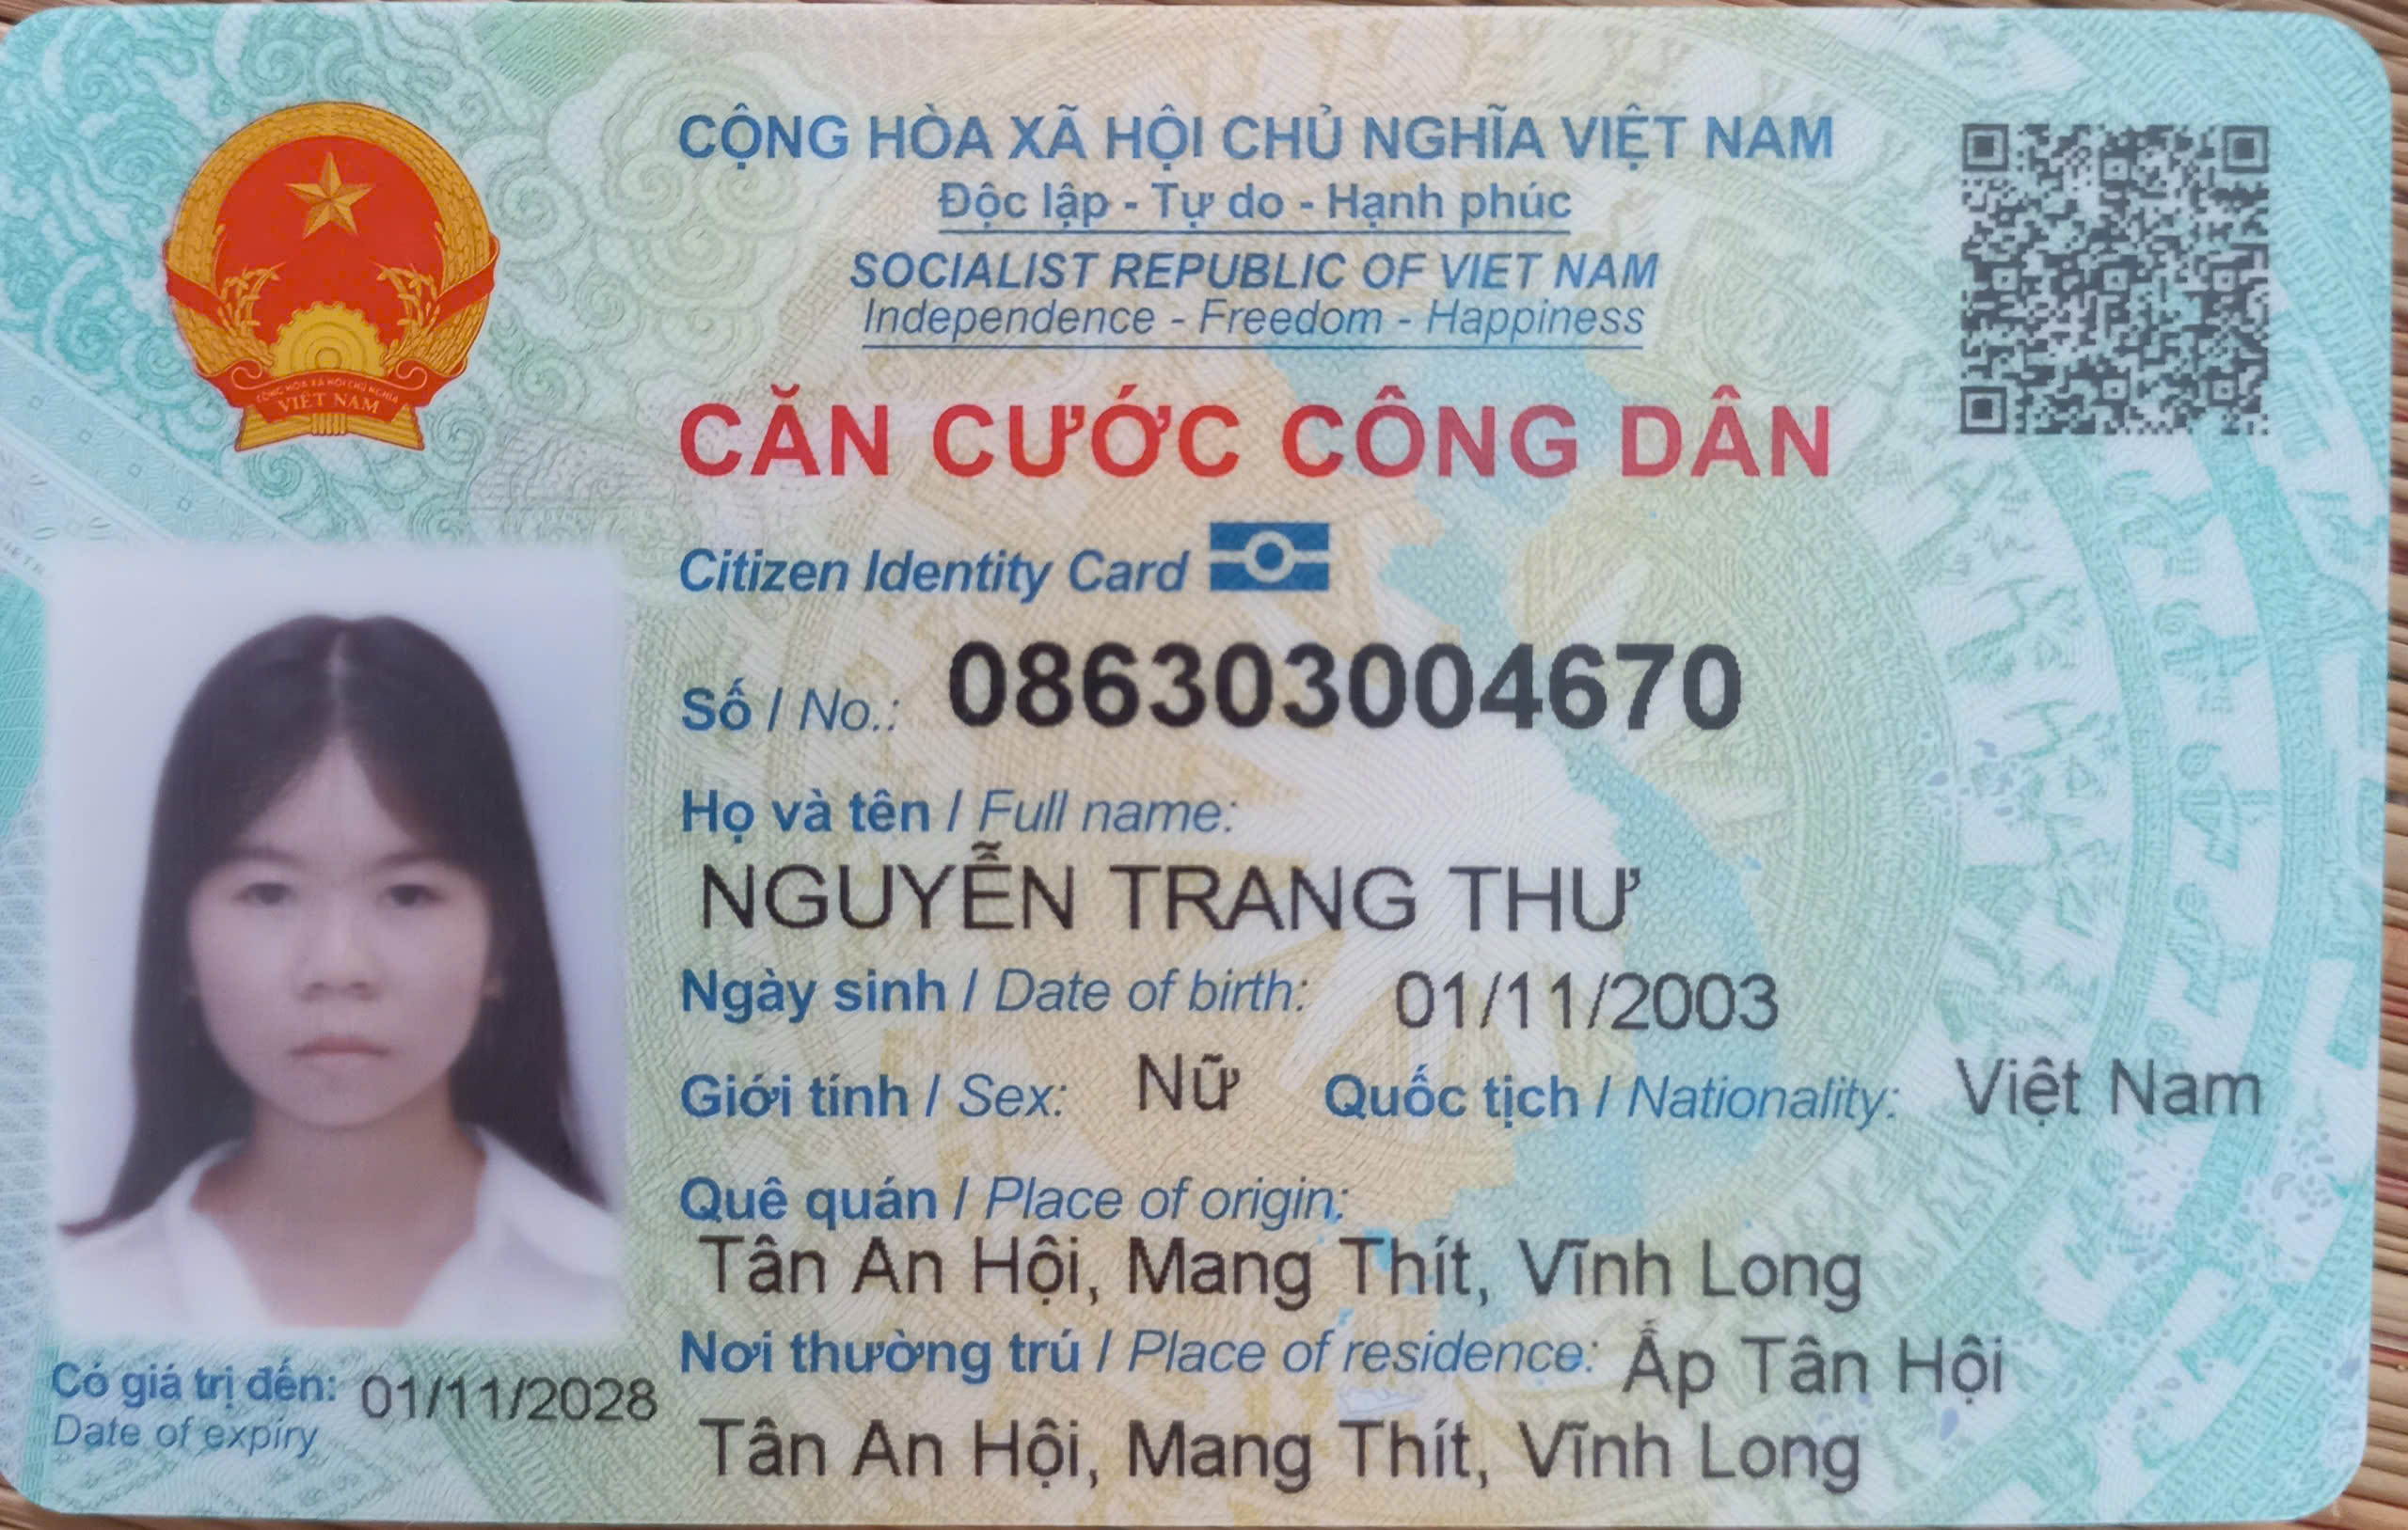 CỘNG HÒA XÃ HỘI CHỦ NGHĨA VIỆT NAM
Độc lập - Tự do - Hạnh phúc
SOCIALIST REPUBLIC OF VIET NAM
Independence - Freedom - Happiness
CỘNG HÒA XÃ HỘI CHỦ NGHĨA
VIỆT NAM
CĂN CƯỚC CÔNG DÂN
Citizen Identity Card
Số / No.: 086303004670
Họ và tên / Full name:
NGUYỄN TRANG THƯ
Ngày sinh / Date of birth: 01/11/2003
Giới tính / Sex: Nữ Quốc tịch / Nationality: Việt Nam
Quê quán / Place of origin:
Tân An Hội, Mang Thít, Vĩnh Long
Nơi thường trú / Place of residence: Ấp Tân Hội
Tân An Hội, Mang Thít, Vĩnh Long
Có giá trị đến: 01/11/2028
Date of expiry